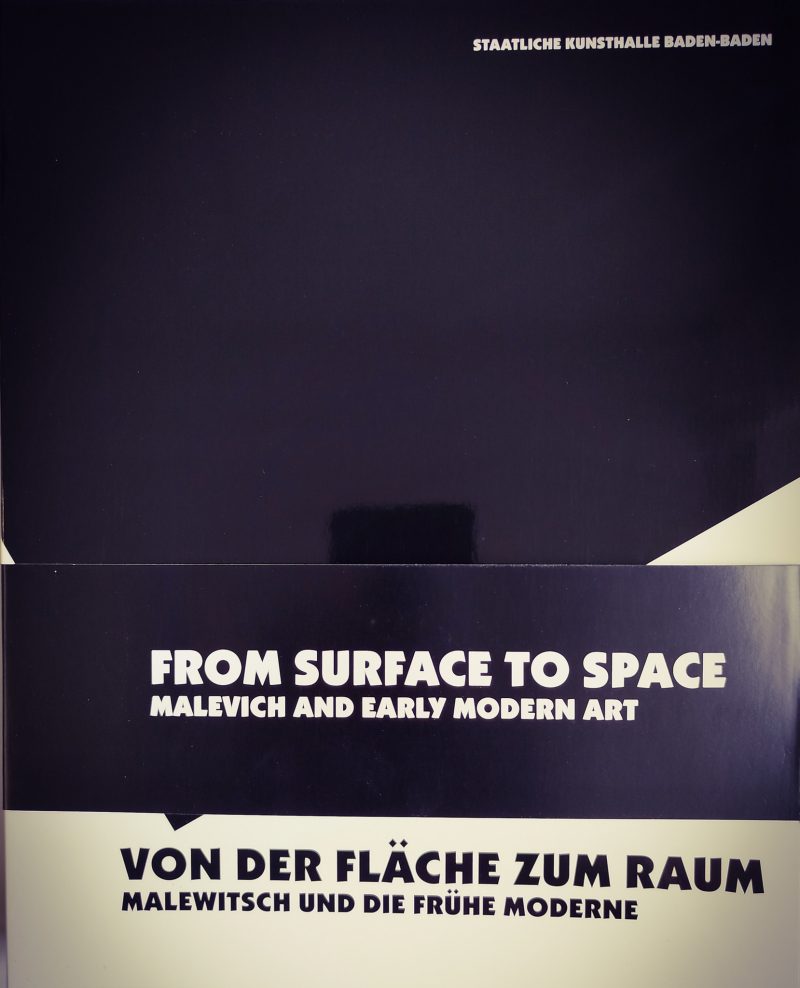 STAATLICHE KUNSTHALLE BADEN-BADEN
FROM SURFACE TO SPACE
MALEVICH AND EARLY MODERN ART
VON DER FLÄCHE ZUM RAUM
MALEWITSCH UND DIE FRÜHE MODERNE